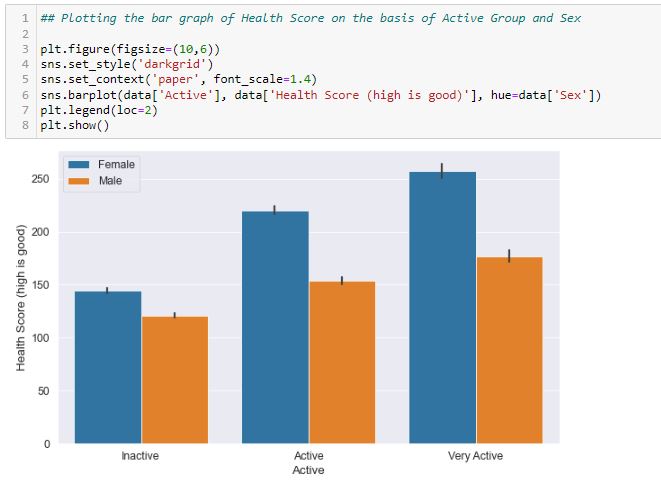 1 ## Plotting the bar graph of Health Score on the basis of Active Group and Sex
2
3 plt.figure(figsize=(10,6))
4 sns.set_style('darkgrid')
5 sns.set_context('paper', font_scale=1.4)
6 sns.barplot(data['Active'], data['Health Score (high is good)'], hue=data['Sex'])
7 plt.legend(loc=2)
8 plt.show()
Female
Male
250
200
150
100
50
0
Health Score (high is good)
Inactive Active Very Active
Active